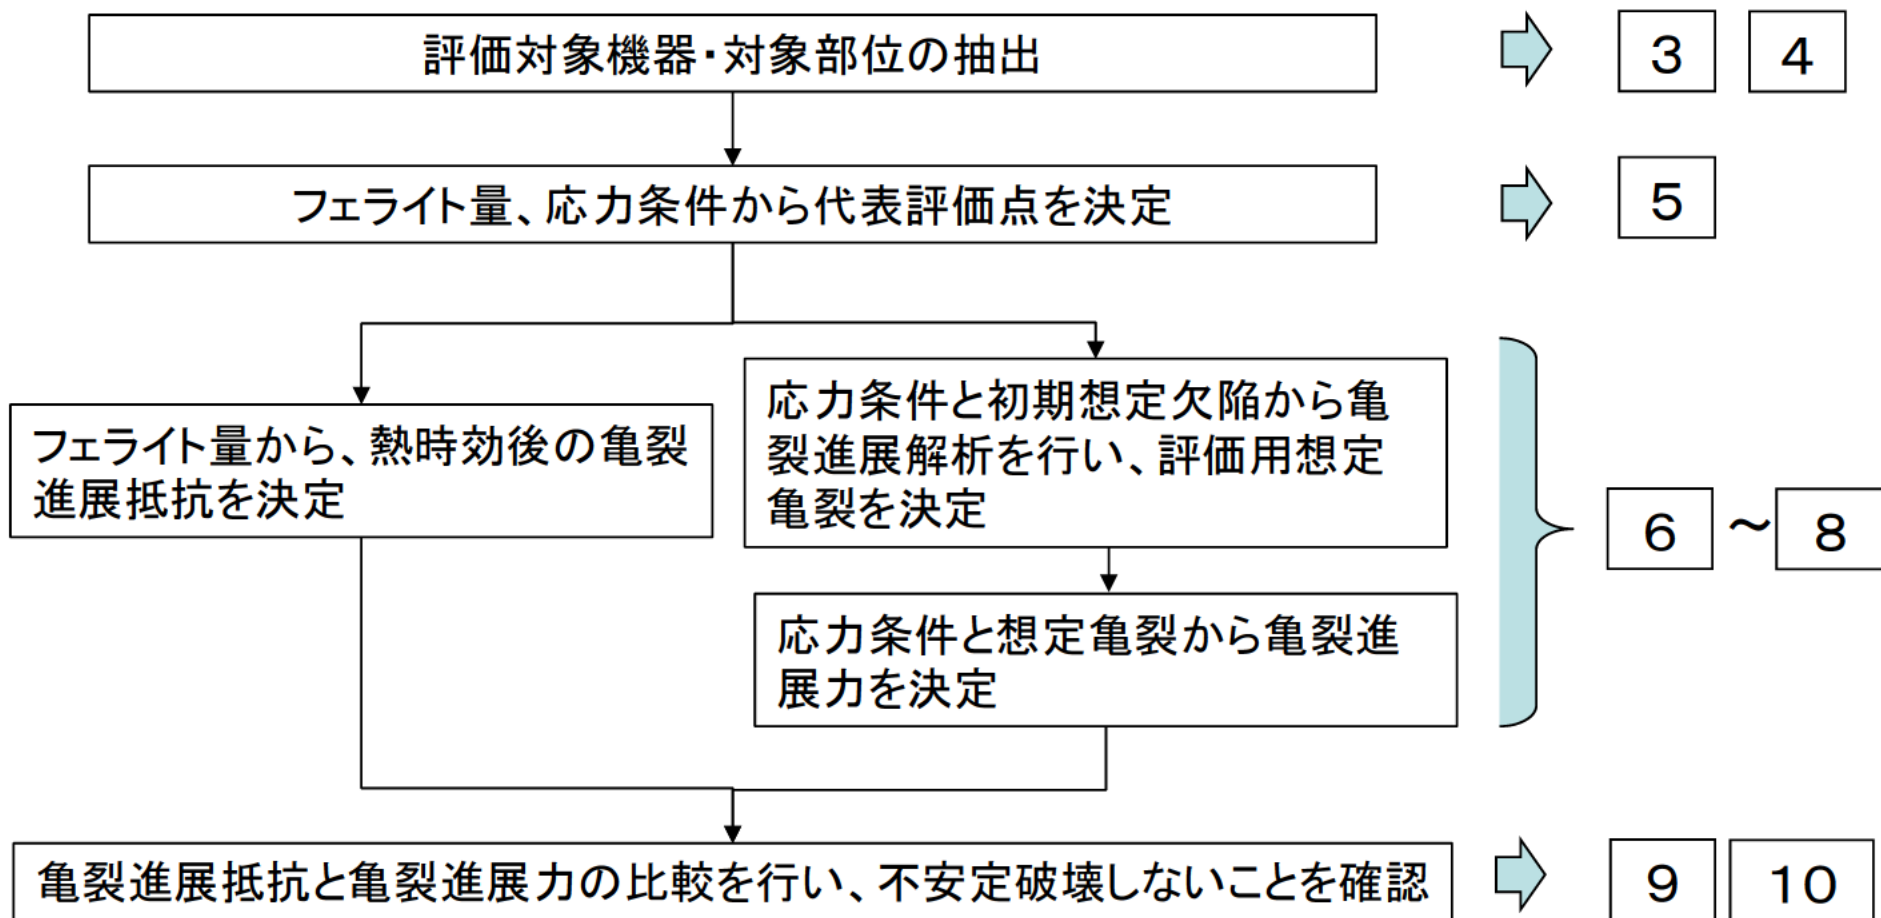 評価対象機器・対象部位の抽出
3 4
フェライト量、応力条件から代表評価点を決定
5
フェライト量から、熱時効後の亀裂
進展抵抗を決定
応力条件と初期想定欠陥から亀
裂進展解析を行い、評価用想定
亀裂を決定
応力条件と想定亀裂から亀裂進
展力を決定
6 ～ 8
亀裂進展抵抗と亀裂進展力の比較を行い、不安定破壊しないことを確認
9 10